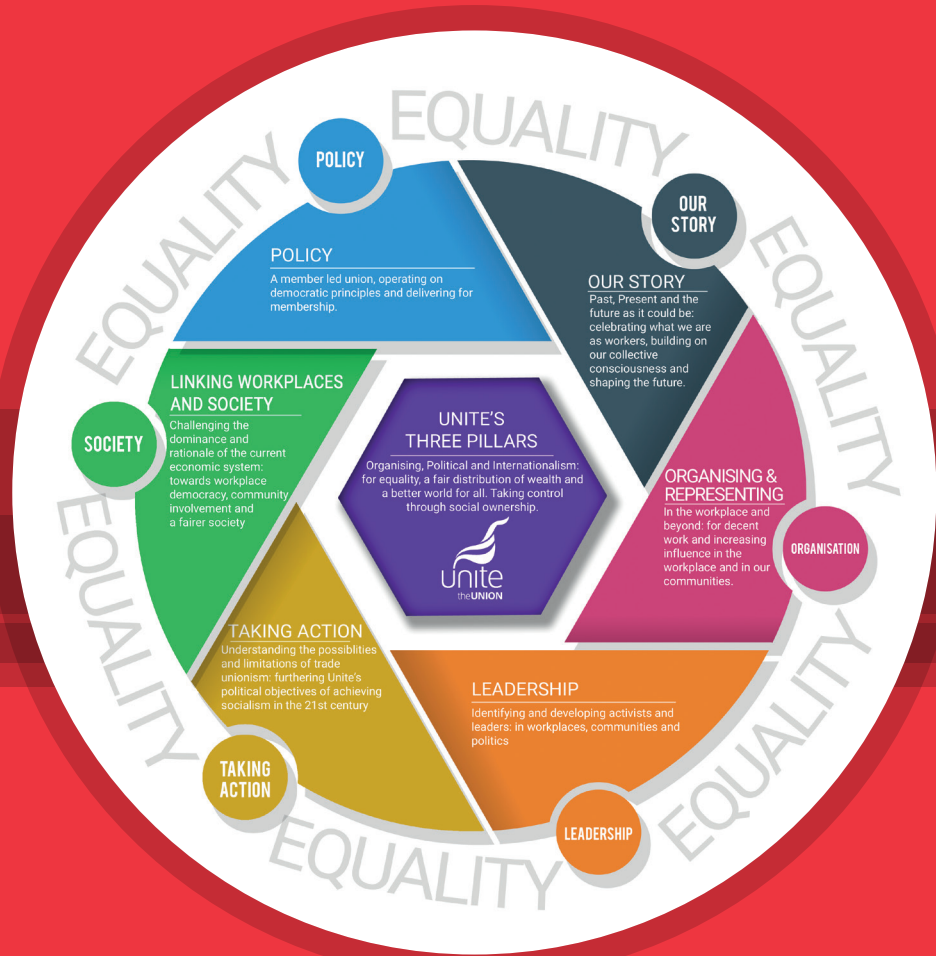 EQUALITY
EQUALITY
EQUALITY
EQUALITY
EQUALITY
EQUALITY
EQUALITY
POLICY
POLICY
A member led union, operating on
democratic principles and delivering for
membership.
OUR
STORY
OUR STORY
Past, Present and the
future as it could be:
celebrating what we are
as workers, building on
our collective
consciousness and
shaping the future.
SOCIETY
LINKING WORKPLACES
AND SOCIETY
Challenging the
dominance and
rationale of the current
economic system:
towards workplace
democracy, community
involvement and
a fairer society
UNITE'S
THREE PILLARS
Organising, Political and Internationalism:
for equality, a fair distribution of wealth and
a better world for all. Taking control
through social ownership.
unite
theUNION
ORGANISING &
REPRESENTING
In the workplace and
beyond: for decent
work and increasing
influence in the
workplace and in our
communities.
ORGANISATION
TAKING ACTION
Understanding the possiblities
and limitations of trade
unionism: furthering Unite's
political objectives of achieving
socialism in the 21st century
TAKING
ACTION
LEADERSHIP
Identifying and developing activists and
leaders: in workplaces, communities and
politics
LEADERSHIP